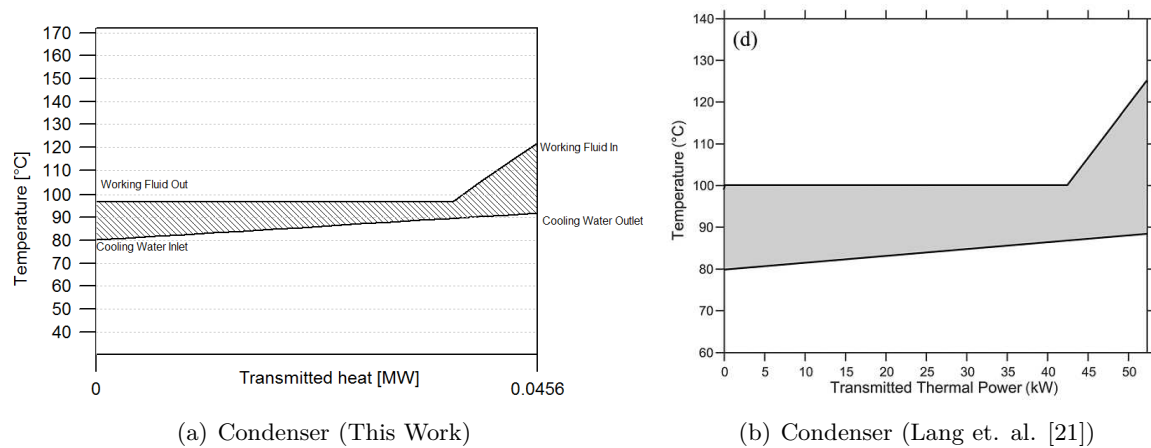 170
160
150
140
130
120
110
100
90
80
70
60
50
40
Temperature [°C]
Working Fluid In
Working Fluid Out
Cooling Water Outlet
Cooling Water Inlet
0
Transmitted heat [MW]
0.0456
(a) Condenser (This Work)
140
(d)
130
120
110
100
90
80
70
60
Temperature (°C)
0 5 10 15 20 25 30 35 40 45 50
Transmitted Thermal Power (kW)
(b) Condenser (Lang et. al. [21])